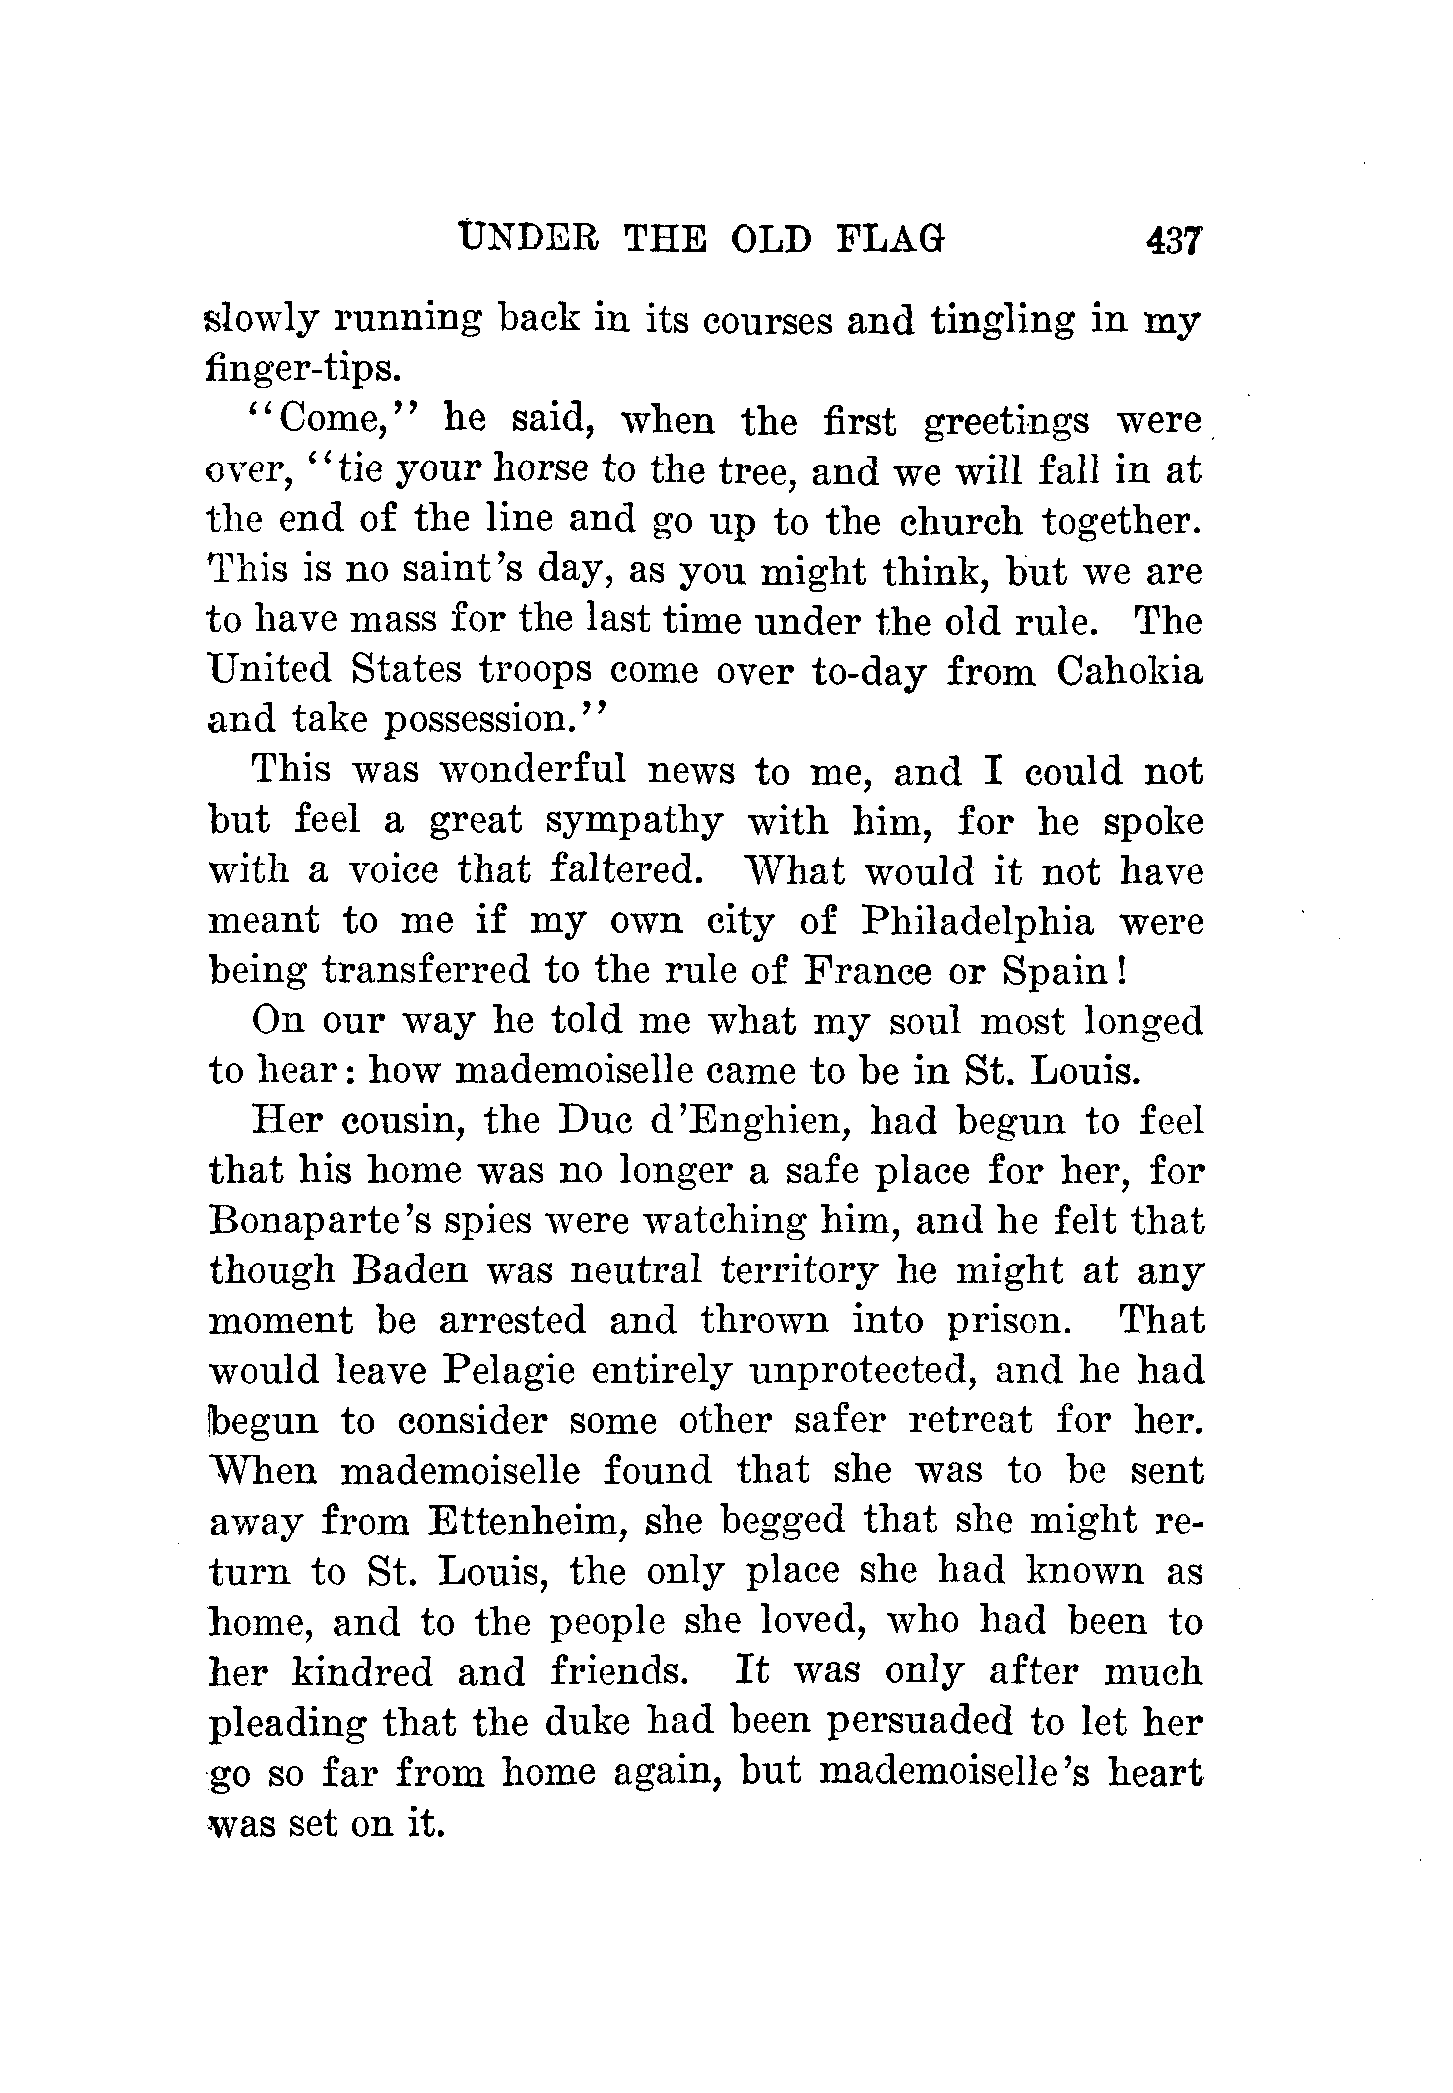 UNDER THE OLD FLAG 437
slowly running back in its courses and tingling in my
finger-tips.
"Come," he said, when the first greetings were
over, "tie your horse to the tree, and we will fall in at
the end of the line and go up to the church together.
This is no saint's day, as you might think, but we are
to have mass for the last time under the old rule. The
United States troops come over to-day from Cahokia
and take possession."
This was wonderful news to me, and I could not
but feel a great sympathy with him, for he spoke
with a voice that faltered. What would it not have
meant to me if my own city of Philadelphia were
being transferred to the rule of France or Spain!
On our way he told me what my soul most longed
to hear: how mademoiselle came to be in St. Louis.
Her cousin, the Duc d'Enghien, had begun to feel
that his home was no longer a safe place for her, for
Bonaparte's spies were watching him, and he felt that
though Baden was neutral territory he might at any
moment be arrested and thrown into prison. That
would leave Pelagie entirely unprotected, and he had
begun to consider some other safer retreat for her.
When mademoiselle found that she was to be sent
away from Ettenheim, she begged that she might re-
turn to St. Louis, the only place she had known as
home, and to the people she loved, who had been to
her kindred and friends. It was only after much
pleading that the duke had been persuaded to let her
go so far from home again, but mademoiselle's heart
was set on it.